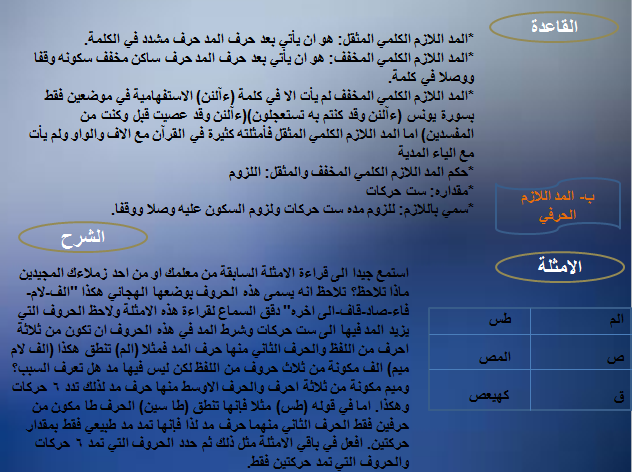 القاعدة
*المد اللازم الكلمي المثقل: هو ان يأتي بعد حرف المد حرف مشدد في الكلمة.
*المد اللازم الكلمي المخفف: هو ان يأتي بعد حرف المد حرف ساكن مخفف سكونه وقفا
ووصلا في كلمة.
*المد اللازم الكلمي المخفف لم يأت الا في كلمة (ءآلئن) الاستفهامية في موضعين فقط
بسورة يونس (ءآلئن وقد كنتم به تستعجلون)(ءآلئن وقد عصيت قبل وكنت من
المفسدين) اما المد اللازم الكلمي المثقل فأمثلته كثيرة في القرآن مع الاف والواو ولم يأت
مع الياء المدية
*حكم المد اللازم الكلمي المخفف والمثقل: اللزوم
*مقداره: ست حركات
*سمي باللازم: للزوم مده ست حركات ولزوم السكون عليه وصلا ووقفا.
ب- المد اللازم
الحرفي
الامثلة
الم طس
ص المص
ق كهيعص
الشرح
استمع جيدا الى قراءة الامثلة السابقة من معلمك او من احد زملاءك المجيدين
ماذا تلاحظ؟ تلاحظ انه يسمى هذه الحروف بوضعها الهجاني هكذا "الف-لام-
فاء-صاد-قاف-الى اخره" دقق السماع لقراءة هذه الامثلة ولاحظ الحروف التي
يزيد المد فيها الى ست حركات وشرط المد في هذه الحروف ان تكون من ثلاثة
احرف من اللفظ والحرف الثاني منها حرف المد فمثلا (الم) تنطق هكذا (الف لام
ميم) الف مكونة من ثلاث حروف من اللفظ لكن ليس فيها مد هل تعرف السبب؟
وميم مكونة من ثلاثة احرف والحرف الاوسط منها حرف مد لذلك تمد ٦ حركات
وهكذا. اما في قوله (طس) مثلا فإنها تنطق (طا سين) الحرف طا مكون من
حرفين فقط الحرف الثاني منهما حرف مد لذا فإنها تمد مد طبيعي فقط بمقدار
حركتين. افعل في باقي الامثلة مثل ذلك ثم حدد الحروف التي تمد ٦ حركات
والحروف التي تمد حركتين فقط.